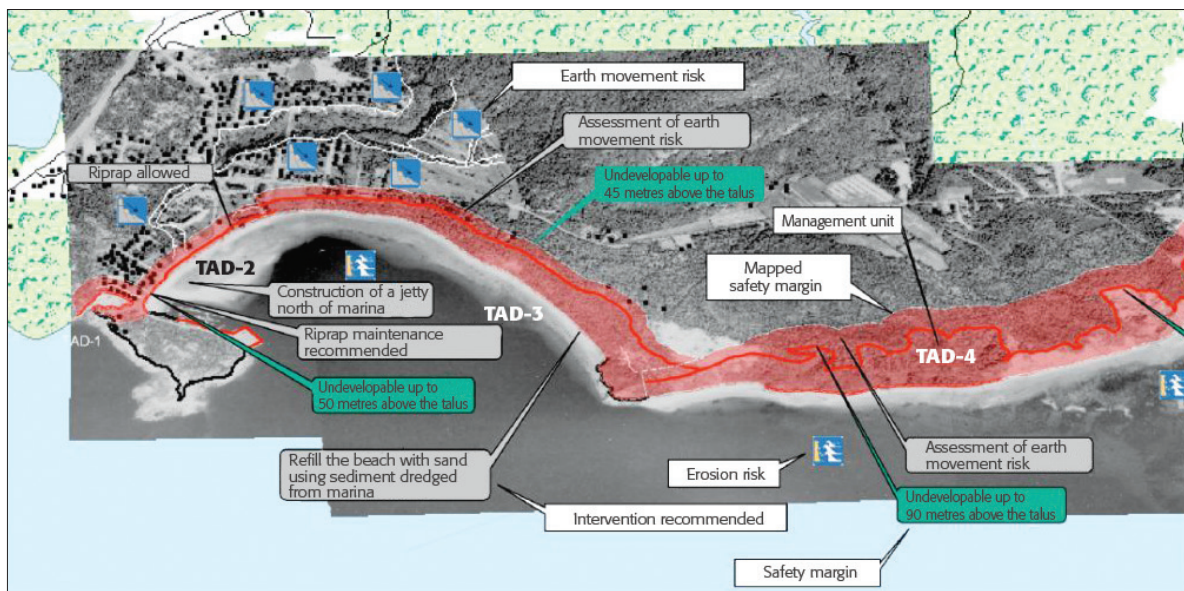 Earth movement risk
Assessment of earth
movement risk
Riprap allowed
Undevelopable up to
45 metres above the talus
Management unit
Mapped
safety margin
TAD-2
Construction of a jetty
north of marina
TAD-3
Riprap maintenance
recommended
TAD-1
TAD-4
Undevelopable up to
50 metres above the talus
Refill the beach with sand
using sediment dredged
from marina
Erosion risk
Assessment of earth
movement risk
Intervention recommended
Undevelopable up to
90 metres above the talus
Safety margin